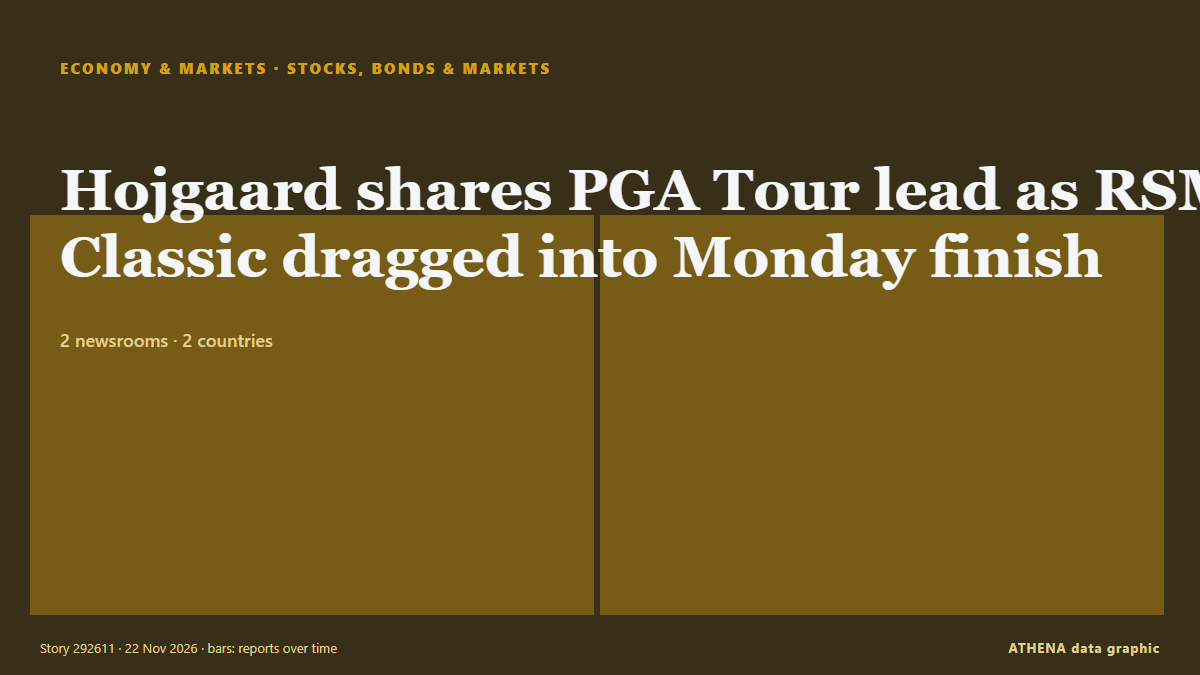 ECONOMY & MARKETS · STOCKS, BONDS & MARKETS
Hojgaard shares PGA Tour lead as RSM
Classic dragged into Monday finish
2 newsrooms · 2 countries
Story 292611 · 22 Nov 2026 · bars: reports over time
ATHENA data graphic